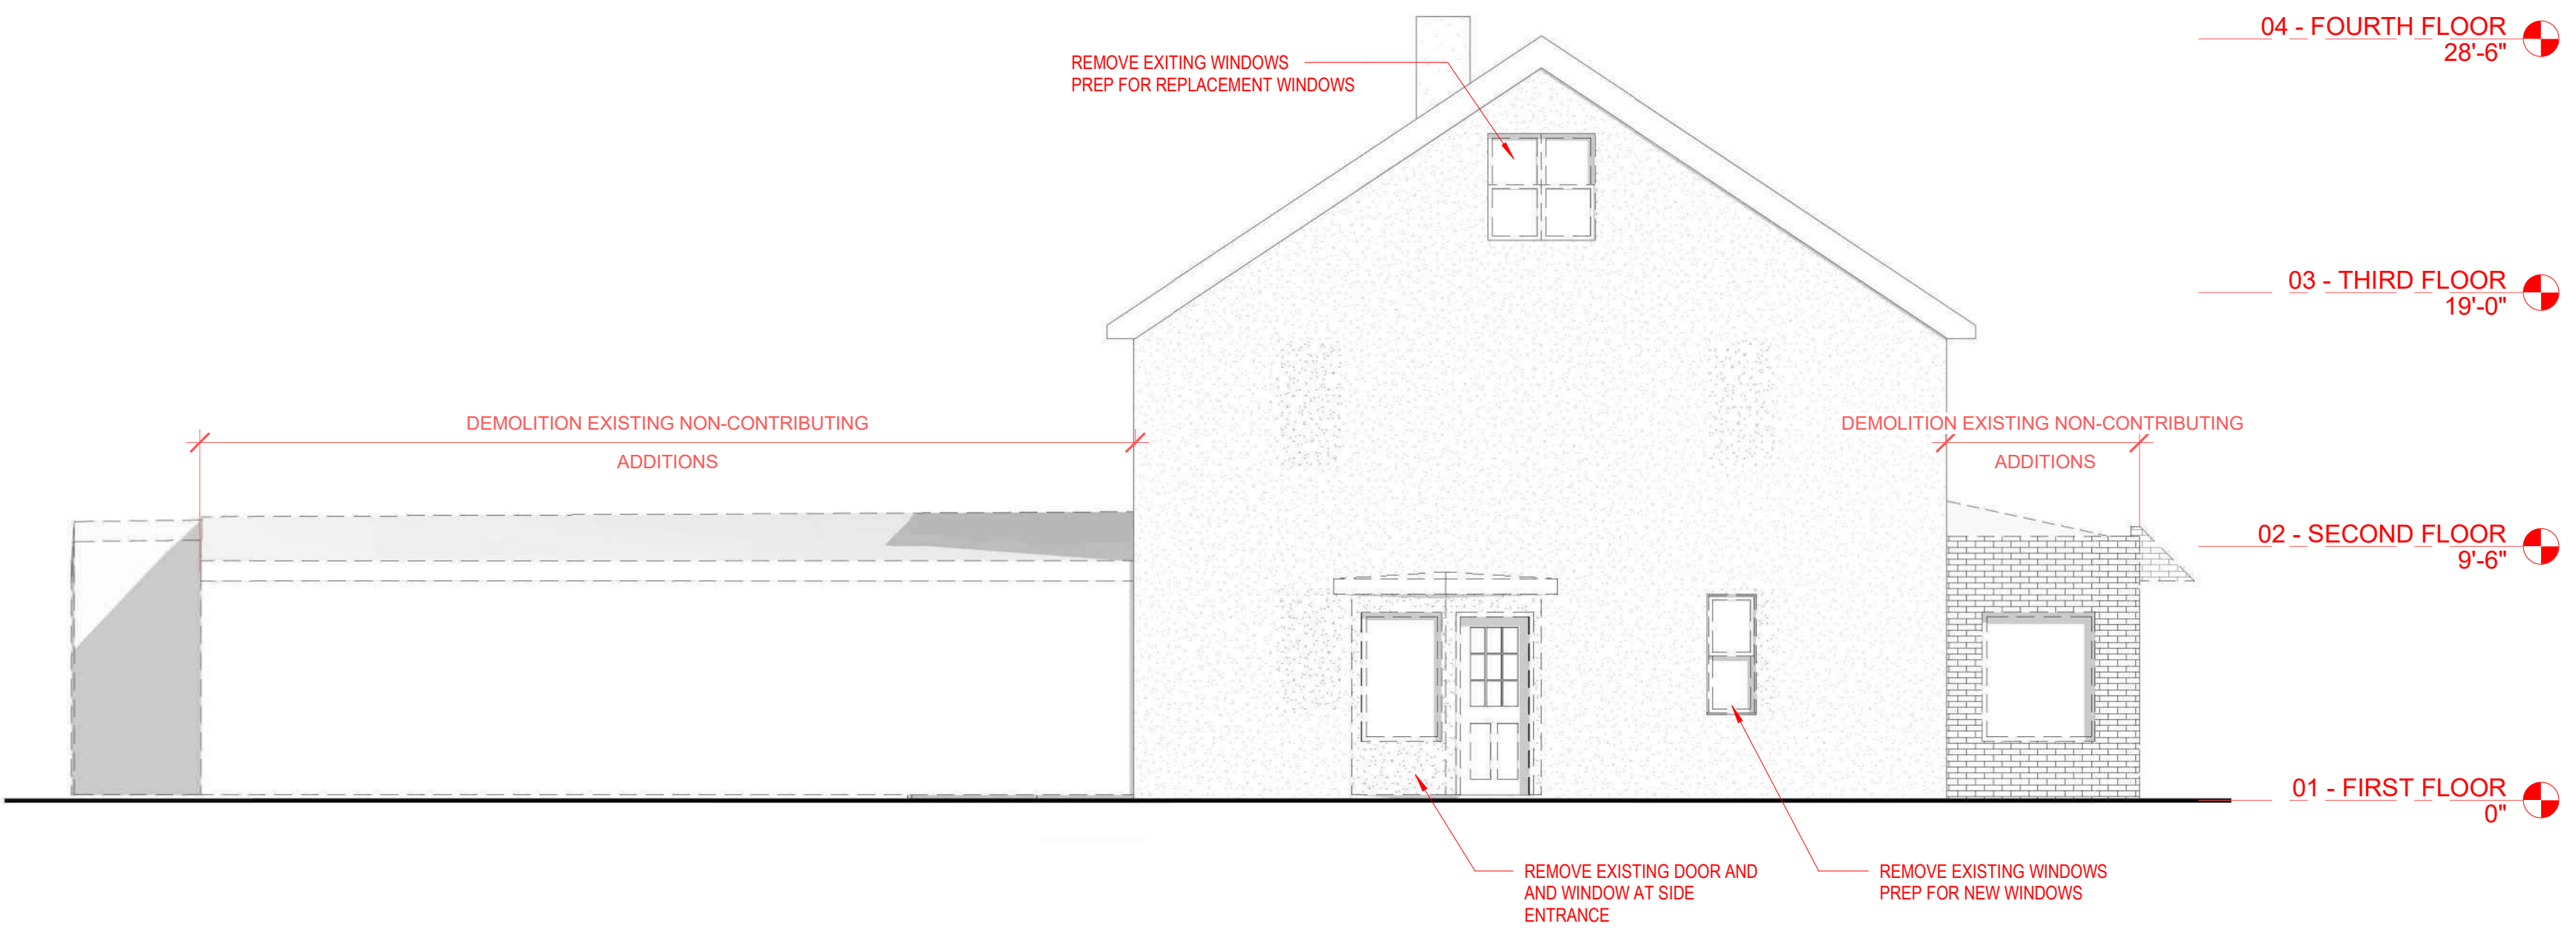 04 - FOURTH FLOOR
28'-6"
REMOVE EXITING WINDOWS
PREP FOR REPLACEMENT WINDOWS
03 - THIRD FLOOR
19'-0"
DEMOLITION EXISTING NON-CONTRIBUTING
ADDITIONS
DEMOLITION EXISTING NON-CONTRIBUTING
ADDITIONS
02 - SECOND FLOOR
9'-6"
01 - FIRST FLOOR
0"
REMOVE EXISTING DOOR AND
AND WINDOW AT SIDE
ENTRANCE
REMOVE EXISTING WINDOWS
PREP FOR NEW WINDOWS